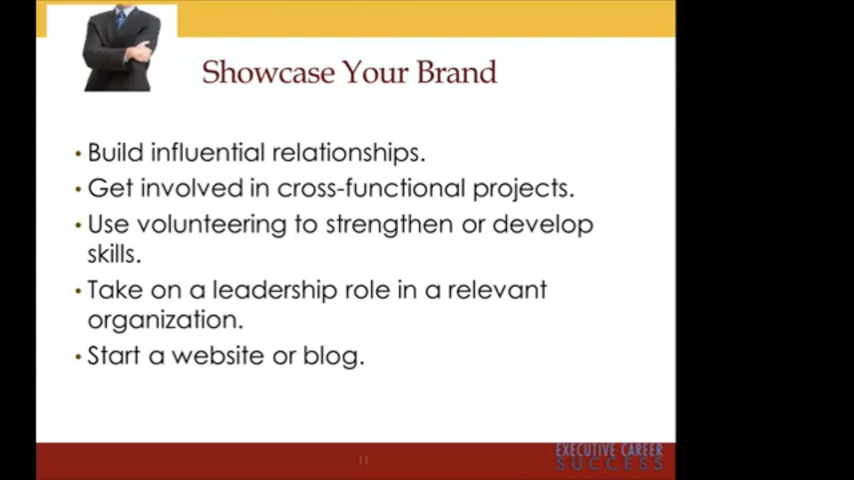 Showcase Your Brand
• Build influential relationships.
• Get involved in cross-functional projects.
• Use volunteering to strengthen or develop
skills.
• Take on a leadership role in a relevant
organization.
• Start a website or blog.
11
EXECUTIVE CAREER
SUCCESS